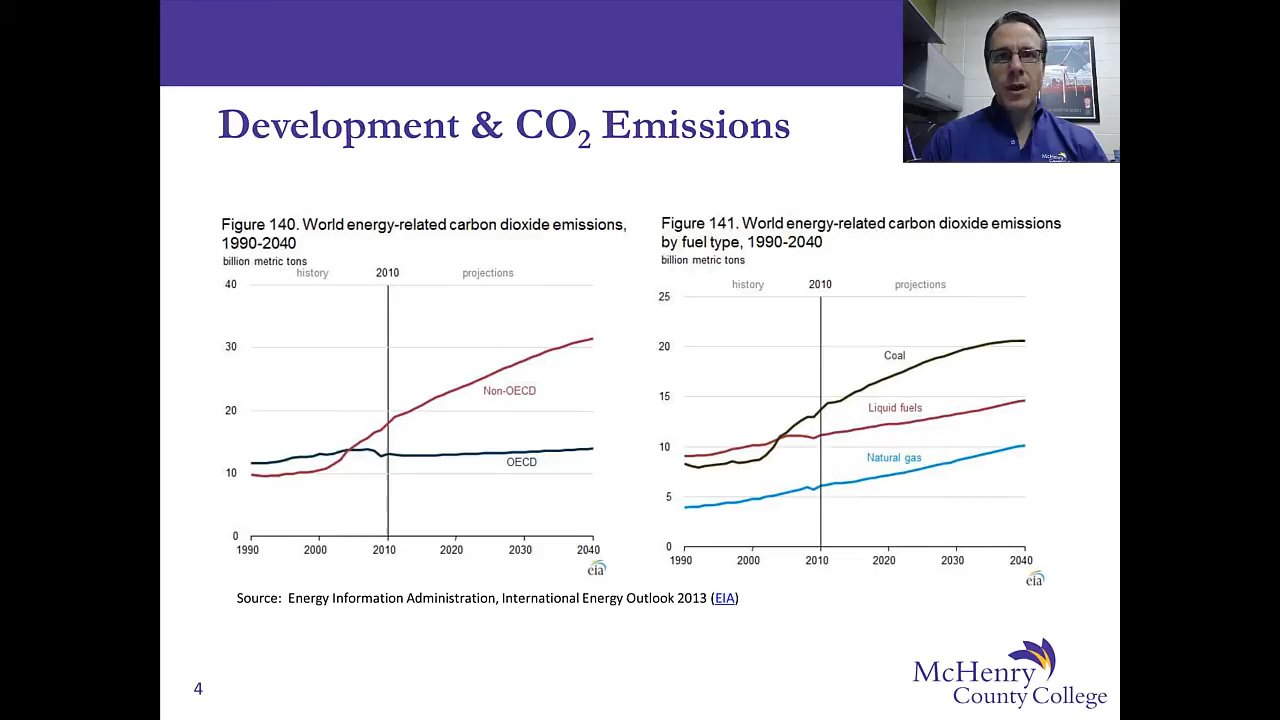 Development & CO2 Emissions
Figure 140. World energy-related carbon dioxide emissions,
1990-2040
billion metric tons
history 2010 projections
40
30
Non-OECD
20
OECD
10
0
1990 2000 2010 2020 2030 2040
eia
Figure 141. World energy-related carbon dioxide emissions
by fuel type, 1990-2040
billion metric tons
history 2010 projections
25
20
Coal
15
Liquid fuels
10
Natural gas
5
0
1990 2000 2010 2020 2030 2040
eia
Source: Energy Information Administration, International Energy Outlook 2013 (EIA)
4
McHenry
County College
McHenry